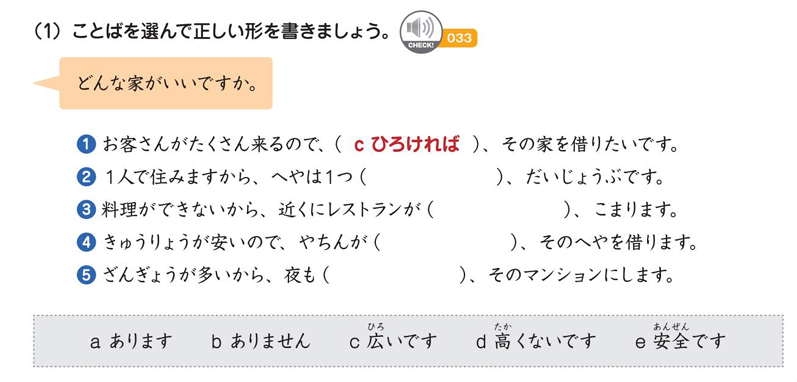 (1) ことばを選んで正しい形を書きましょう。 CHECK! 033
どんな家がいいですか。
1 お客さんがたくさん来るので、( c ひろければ )、その家を借りたいです。
2 1人で住みますから、へやは1つ ( )、だいじょうぶです。
3 料理ができないから、近くにレストランが ( )、こまります。
4 きゅうりょうが安いので、やちんが ( )、そのへやを借ります。
5 ざんぎょうが多いから、夜も ( )、そのマンションにします。
ひろ たか あんぜん
a あります b ありません c 広いです d 高くないです e 安全です